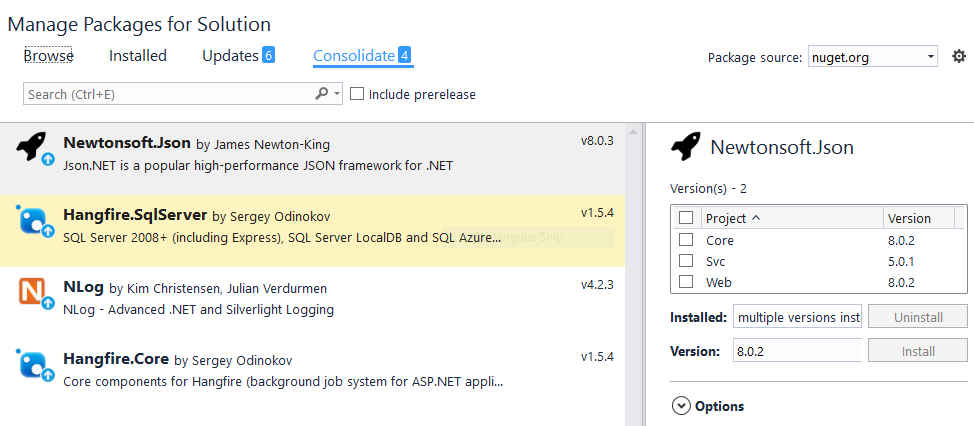 Manage Packages for Solution
Browse Installed Updates 6 Consolidate 4
Package source: nuget.org
Search (Ctrl+E) Include prerelease
Newtonsoft.Json by James Newton-King v8.0.3
Json.NET is a popular high-performance JSON framework for .NET
Hangfire.SqlServer by Sergey Odinokov v1.5.4
SQL Server 2008+ (including Express), SQL Server LocalDB and SQL Azure...
NLog by Kim Christensen, Julian Verdurmen v4.2.3
NLog - Advanced .NET and Silverlight Logging
Hangfire.Core by Sergey Odinokov v1.5.4
Core components for Hangfire (background job system for ASP.NET appli...
Newtonsoft.Json
Version(s) - 2
Project Version
Core 8.0.2
Svc 5.0.1
Web 8.0.2
Installed: multiple versions inst Uninstall
Version: 8.0.2 Install
Options